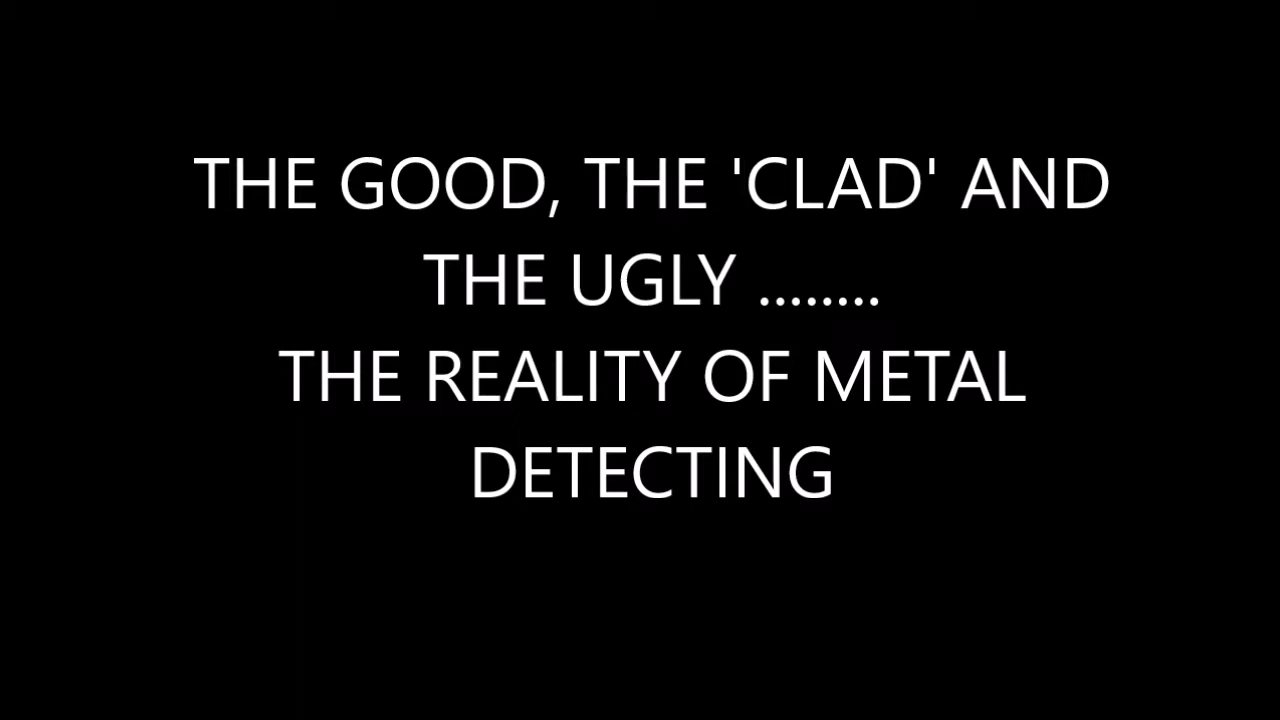 THE GOOD, THE 'CLAD' AND
THE UGLY ........
THE REALITY OF METAL
DETECTING